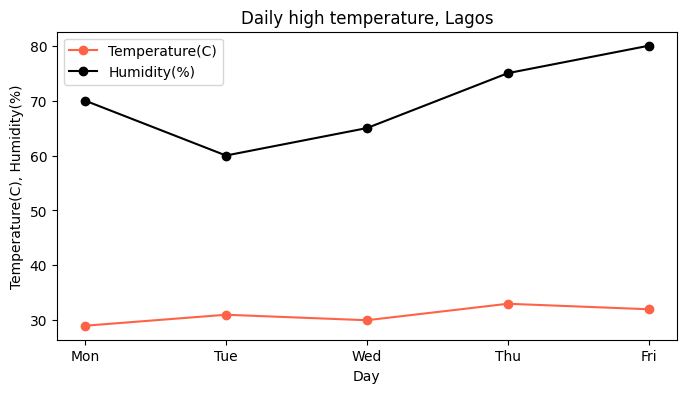 Daily high temperature, Lagos
Temperature(C)
Humidity(%)
Temperature(C), Humidity(%)
80
70
60
50
40
30
Mon Tue Wed Thu Fri
Day